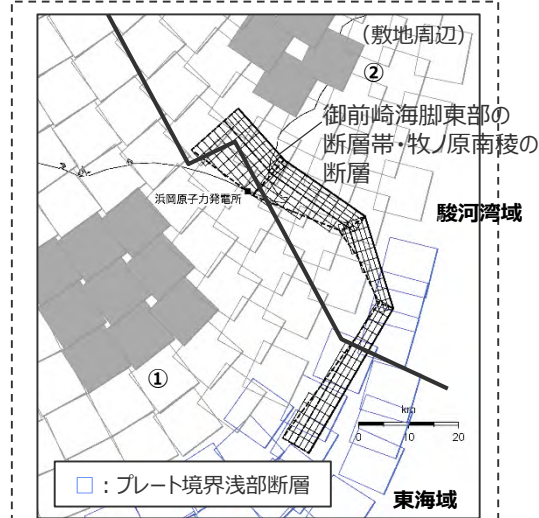 (敷地周辺)
②
御前崎海脚東部の
断層帯・牧ノ原南稜の
断層
浜岡原子力発電所
駿河湾域
①
km
0 10 20
□：プレート境界浅部断層
東海域